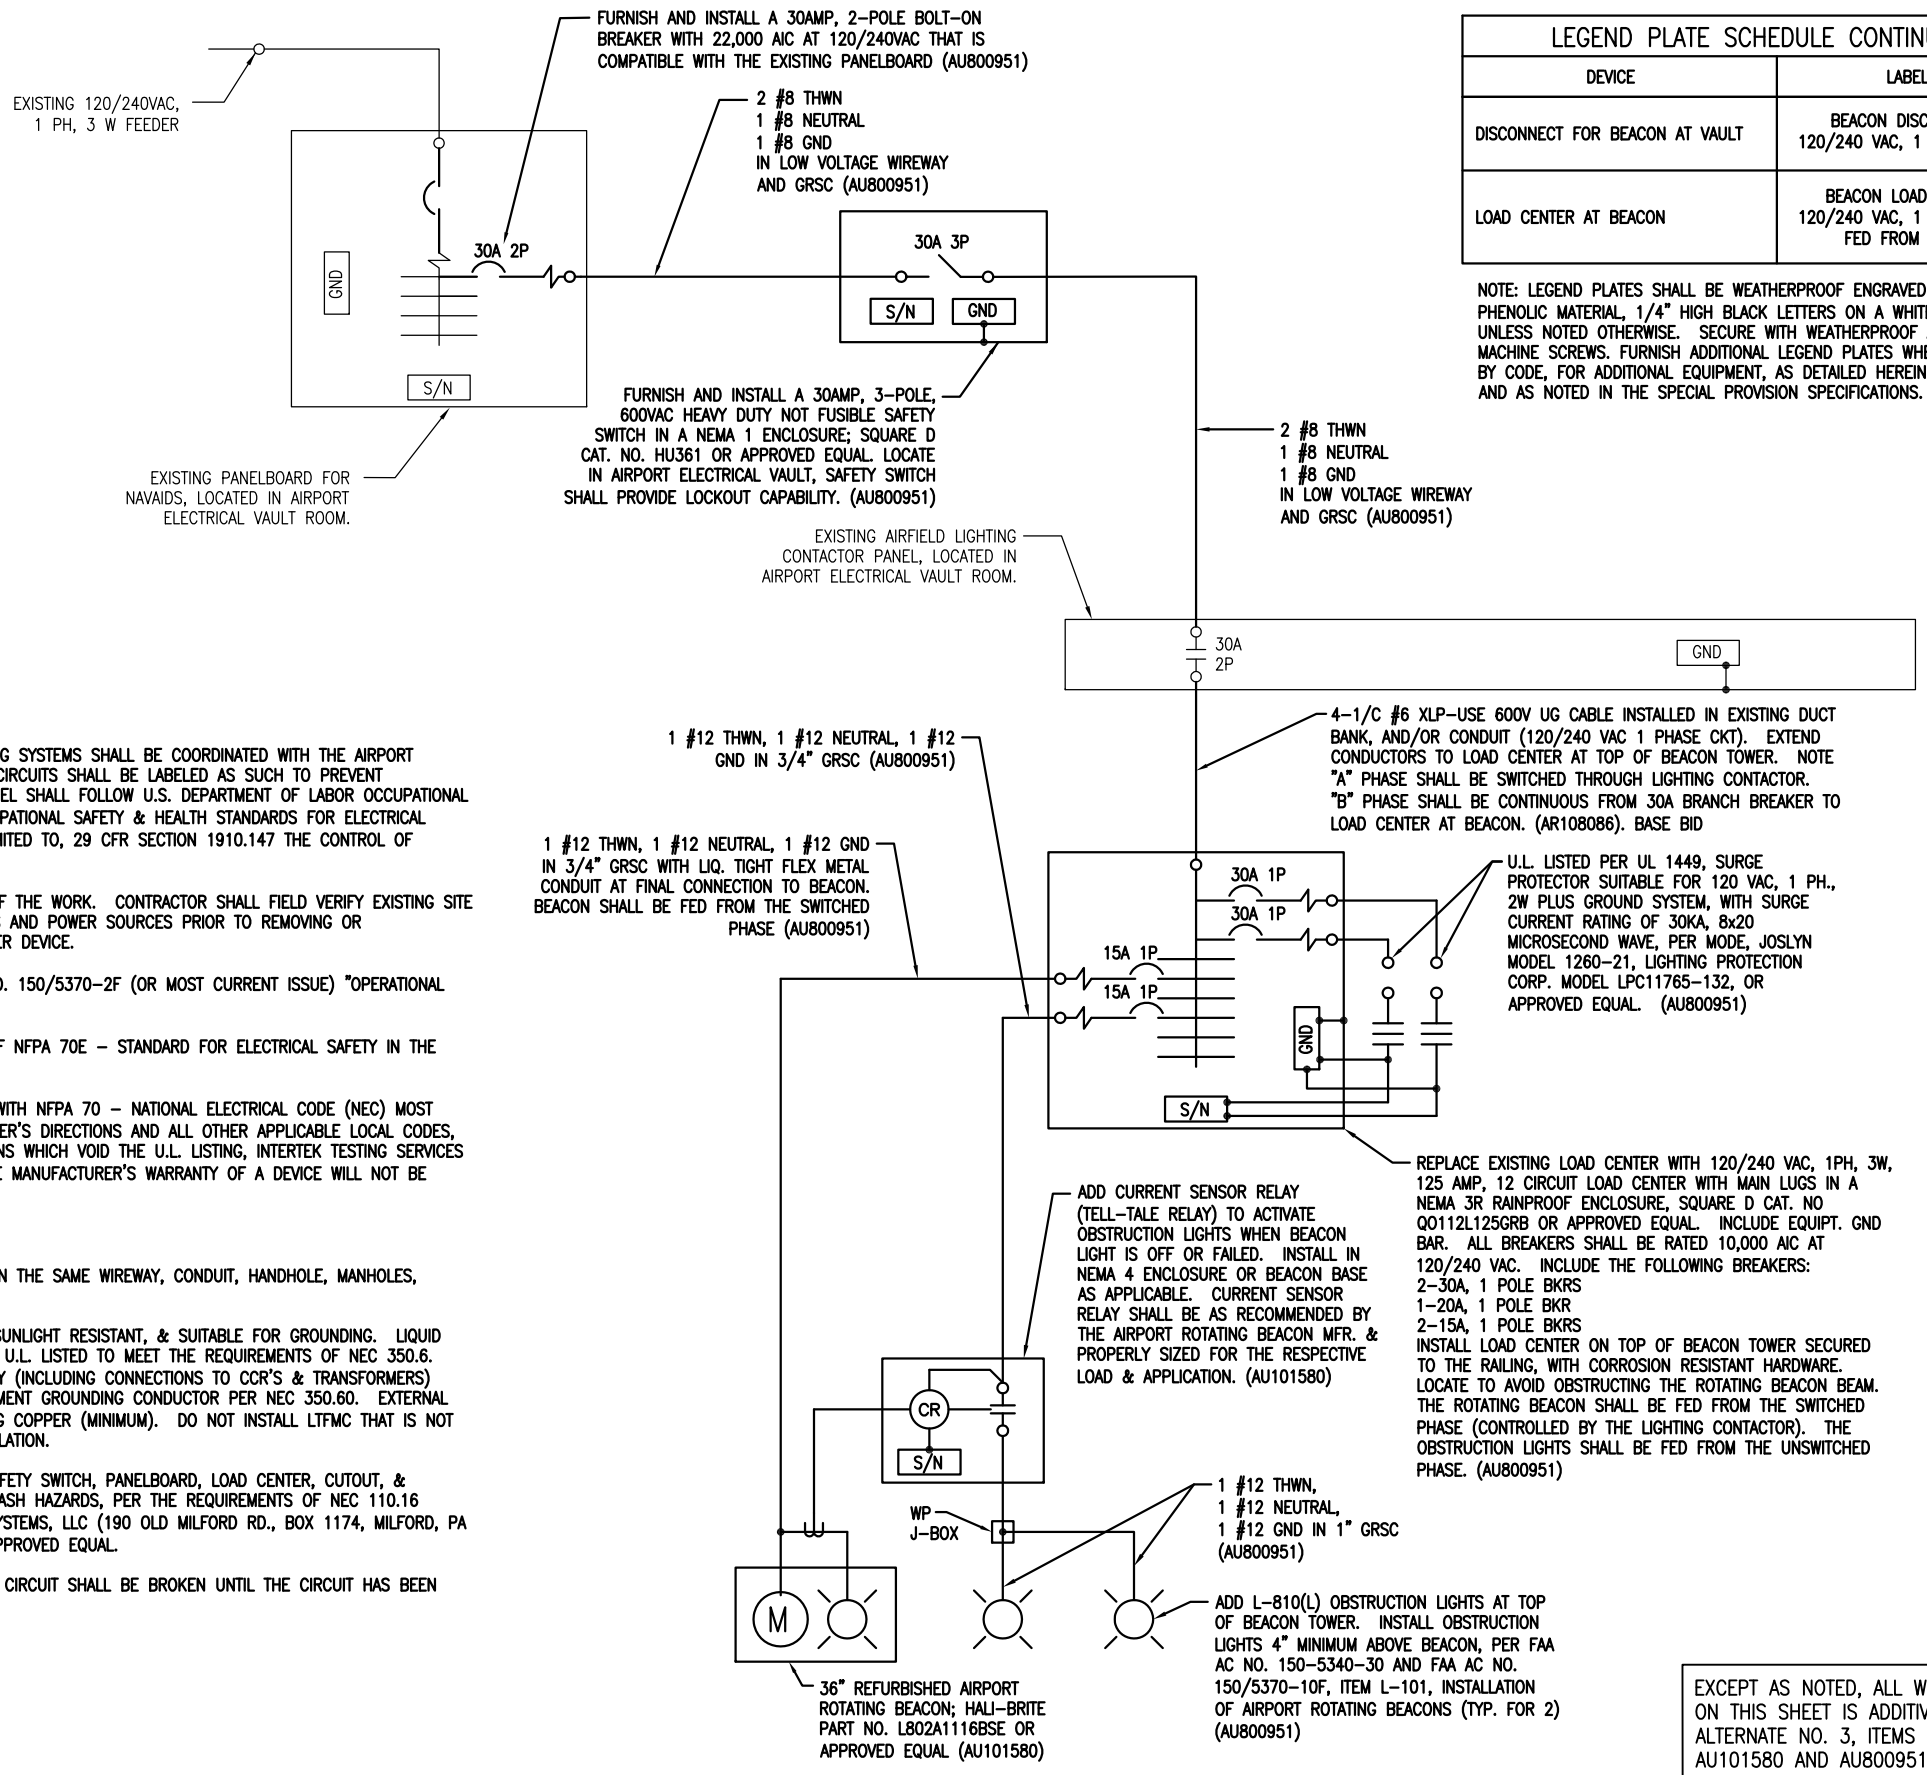 FURNISH AND INSTALL A 30AMP, 2-POLE BOLT-ON
BREAKER WITH 22,000 AIC AT 120/240VAC THAT IS
COMPATIBLE WITH THE EXISTING PANELBOARD (AU800951)
EXISTING 120/240VAC,
1 PH, 3 W FEEDER
2 #8 THWN
1 #8 NEUTRAL
1 #8 GND
IN LOW VOLTAGE WIREWAY
AND GRSC (AU800951)
30A 2P
GND
S/N
30A 3P
S/N
GND
EXISTING PANELBOARD FOR
NAVAIDS, LOCATED IN AIRPORT
ELECTRICAL VAULT ROOM.
FURNISH AND INSTALL A 30AMP, 3-POLE,
600VAC HEAVY DUTY NOT FUSIBLE SAFETY
SWITCH IN A NEMA 1 ENCLOSURE; SQUARE D
CAT. NO. HU361 OR APPROVED EQUAL. LOCATE
IN AIRPORT ELECTRICAL VAULT, SAFETY SWITCH
SHALL PROVIDE LOCKOUT CAPABILITY. (AU800951)
LEGEND PLATE SCHEDULE CONTIN
DEVICE
LABEL
DISCONNECT FOR BEACON AT VAULT
BEACON DISC
120/240 VAC, 1
LOAD CENTER AT BEACON
BEACON LOAD
120/240 VAC, 1
FED FROM
NOTE: LEGEND PLATES SHALL BE WEATHERPROOF ENGRAVED
PHENOLIC MATERIAL, 1/4" HIGH BLACK LETTERS ON A WHIT
UNLESS NOTED OTHERWISE. SECURE WITH WEATHERPROOF
MACHINE SCREWS. FURNISH ADDITIONAL LEGEND PLATES WHE
BY CODE, FOR ADDITIONAL EQUIPMENT, AS DETAILED HEREIN
AND AS NOTED IN THE SPECIAL PROVISION SPECIFICATIONS.
2 #8 THWN
1 #8 NEUTRAL
1 #8 GND
IN LOW VOLTAGE WIREWAY
AND GRSC (AU800951)
EXISTING AIRFIELD LIGHTING
CONTACTOR PANEL, LOCATED IN
AIRPORT ELECTRICAL VAULT ROOM.
30A
2P
GND
4-1/C #6 XLP-USE 600V UG CABLE INSTALLED IN EXISTING DUCT
BANK, AND/OR CONDUIT (120/240 VAC 1 PHASE CKT). EXTEND
CONDUCTORS TO LOAD CENTER AT TOP OF BEACON TOWER. NOTE
"A" PHASE SHALL BE SWITCHED THROUGH LIGHTING CONTACTOR.
"B" PHASE SHALL BE CONTINUOUS FROM 30A BRANCH BREAKER TO
LOAD CENTER AT BEACON. (AR108086). BASE BID
1 #12 THWN, 1 #12 NEUTRAL, 1 #12
GND IN 3/4" GRSC (AU800951)
1 #12 THWN, 1 #12 NEUTRAL, 1 #12 GND
IN 3/4" GRSC WITH LIQ. TIGHT FLEX METAL
CONDUIT AT FINAL CONNECTION TO BEACON.
BEACON SHALL BE FED FROM THE SWITCHED
PHASE (AU800951)
G SYSTEMS SHALL BE COORDINATED WITH THE AIRPORT
CIRCUITS SHALL BE LABELED AS SUCH TO PREVENT
EL SHALL FOLLOW U.S. DEPARTMENT OF LABOR OCCUPATIONAL
PATIONAL SAFETY & HEALTH STANDARDS FOR ELECTRICAL
ITED TO, 29 CFR SECTION 1910.147 THE CONTROL OF
F THE WORK. CONTRACTOR SHALL FIELD VERIFY EXISTING SITE
AND POWER SOURCES PRIOR TO REMOVING OR
ER DEVICE.
O. 150/5370-2F (OR MOST CURRENT ISSUE) "OPERATIONAL
F NFPA 70E - STANDARD FOR ELECTRICAL SAFETY IN THE
WITH NFPA 70 - NATIONAL ELECTRICAL CODE (NEC) MOST
ER'S DIRECTIONS AND ALL OTHER APPLICABLE LOCAL CODES,
NS WHICH VOID THE U.L. LISTING, INTERTEK TESTING SERVICES
E MANUFACTURER'S WARRANTY OF A DEVICE WILL NOT BE
N THE SAME WIREWAY, CONDUIT, HANDHOLE, MANHOLES,
SUNLIGHT RESISTANT, & SUITABLE FOR GROUNDING. LIQUID
U.L. LISTED TO MEET THE REQUIREMENTS OF NEC 350.6.
Y (INCLUDING CONNECTIONS TO CCR'S & TRANSFORMERS)
MENT GROUNDING CONDUCTOR PER NEC 350.60. EXTERNAL
G COPPER (MINIMUM). DO NOT INSTALL LTFMC THAT IS NOT
LATION.
FETY SWITCH, PANELBOARD, LOAD CENTER, CUTOUT, &
ASH HAZARDS, PER THE REQUIREMENTS OF NEC 110.16
YSTEMS, LLC (190 OLD MILFORD RD., BOX 1174, MILFORD, PA
PPROVED EQUAL.
CIRCUIT SHALL BE BROKEN UNTIL THE CIRCUIT HAS BEEN
30A 1P
30A 1P
15A 1P
15A 1P
GND
S/N
U.L. LISTED PER UL 1449, SURGE
PROTECTOR SUITABLE FOR 120 VAC, 1 PH.,
2W PLUS GROUND SYSTEM, WITH SURGE
CURRENT RATING OF 30KA, 8x20
MICROSECOND WAVE, PER MODE, JOSLYN
MODEL 1260-21, LIGHTING PROTECTION
CORP. MODEL LPC11765-132, OR
APPROVED EQUAL. (AU800951)
REPLACE EXISTING LOAD CENTER WITH 120/240 VAC, 1PH, 3W,
125 AMP, 12 CIRCUIT LOAD CENTER WITH MAIN LUGS IN A
NEMA 3R RAINPROOF ENCLOSURE, SQUARE D CAT. NO
QO112L125GRB OR APPROVED EQUAL. INCLUDE EQUIPT. GND
BAR. ALL BREAKERS SHALL BE RATED 10,000 AIC AT
120/240 VAC. INCLUDE THE FOLLOWING BREAKERS:
2-30A, 1 POLE BKRS
1-20A, 1 POLE BKR
2-15A, 1 POLE BKRS
INSTALL LOAD CENTER ON TOP OF BEACON TOWER SECURED
TO THE RAILING, WITH CORROSION RESISTANT HARDWARE.
LOCATE TO AVOID OBSTRUCTING THE ROTATING BEACON BEAM.
THE ROTATING BEACON SHALL BE FED FROM THE SWITCHED
PHASE (CONTROLLED BY THE LIGHTING CONTACTOR). THE
OBSTRUCTION LIGHTS SHALL BE FED FROM THE UNSWITCHED
PHASE. (AU800951)
ADD CURRENT SENSOR RELAY
(TELL-TALE RELAY) TO ACTIVATE
OBSTRUCTION LIGHTS WHEN BEACON
LIGHT IS OFF OR FAILED. INSTALL IN
NEMA 4 ENCLOSURE OR BEACON BASE
AS APPLICABLE. CURRENT SENSOR
RELAY SHALL BE AS RECOMMENDED BY
THE AIRPORT ROTATING BEACON MFR. &
PROPERLY SIZED FOR THE RESPECTIVE
LOAD & APPLICATION. (AU101580)
CR
S/N
WP
J-BOX
1 #12 THWN,
1 #12 NEUTRAL,
1 #12 GND IN 1" GRSC
(AU800951)
M
ADD L-810(L) OBSTRUCTION LIGHTS AT TOP
OF BEACON TOWER. INSTALL OBSTRUCTION
LIGHTS 4" MINIMUM ABOVE BEACON, PER FAA
AC NO. 150-5340-30 AND FAA AC NO.
150/5370-10F, ITEM L-101, INSTALLATION
OF AIRPORT ROTATING BEACONS (TYP. FOR 2)
(AU800951)
36" REFURBISHED AIRPORT
ROTATING BEACON; HALI-BRITE
PART NO. L802A1116BSE OR
APPROVED EQUAL (AU101580)
EXCEPT AS NOTED, ALL W
ON THIS SHEET IS ADDITIV
ALTERNATE NO. 3, ITEMS
AU101580 AND AU800951